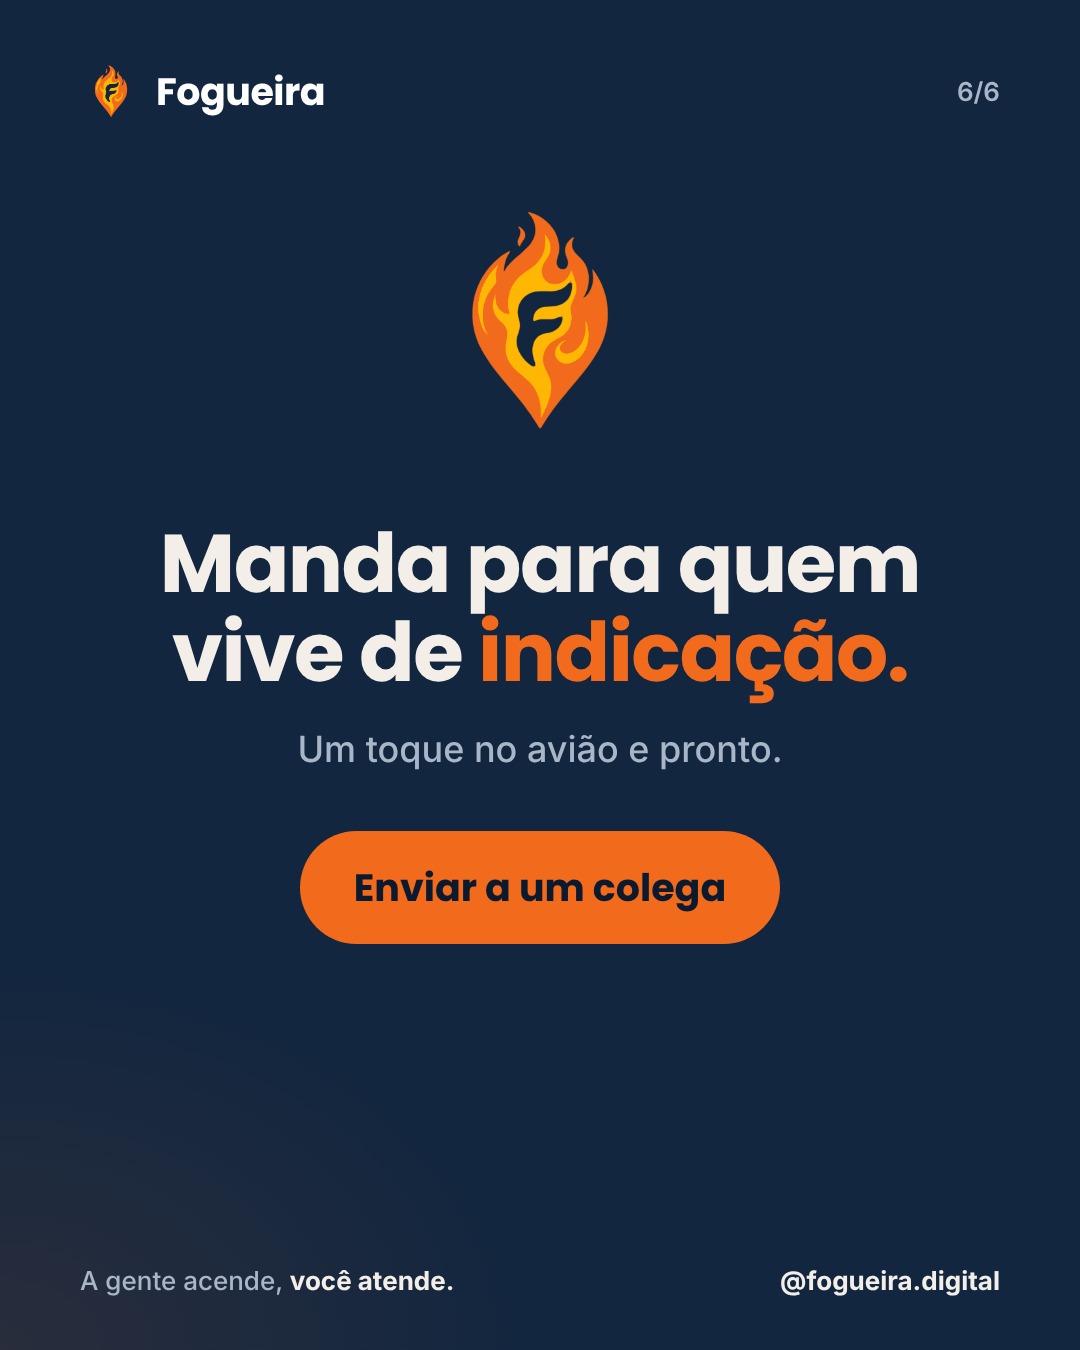 Fogueira
6/6
F
Manda para quem
vive de indicação.
Um toque no avião e pronto.
Enviar a um colega
A gente acende, você atende.
@fogueira.digital